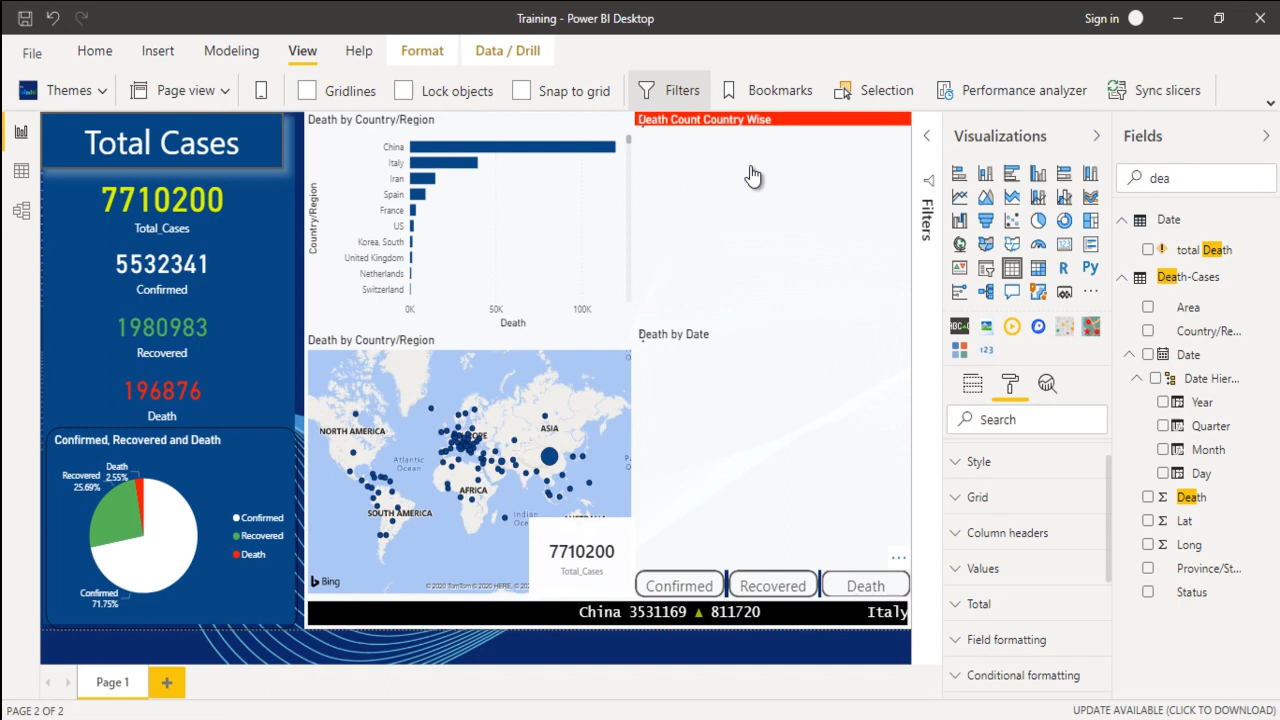 Training - Power BI Desktop
Sign in
File
Home
Insert
Modeling
View
Help
Format
Data / Drill
Themes
Page view
Gridlines
Lock objects
Snap to grid
Filters
Bookmarks
Selection
Performance analyzer
Sync slicers
Total Cases
7710200
Total_Cases
5532341
Confirmed
1980983
Recovered
196876
Death
Confirmed, Recovered and Death
Death
2.55%
Recovered
25.69%
Confirmed
71.75%
Confirmed
Recovered
Death
Death by Country/Region
Country/Region
China
Italy
Iran
Spain
France
US
Korea, South
United Kingdom
Netherlands
Switzerland
0K
50K
100K
Death
Death by Country/Region
NORTH AMERICA
ASIA
Atlantic
Ocean
AFRICA
SOUTH AMERICA
Bing
7710200
Total_Cases
Death Count Country Wise
Death by Date
Confirmed
Recovered
Death
China 3531169 ▲ 811720
Italy
Filters
Visualizations
R
Py
123
Search
Style
Grid
Column headers
Values
Total
Field formatting
Conditional formatting
Fields
dea
Date
total Death
Death-Cases
Area
Country/Re...
Date
Date Hier...
Year
Quarter
Month
Day
Death
Lat
Long
Province/St...
Status
Page 1
PAGE 2 OF 2
UPDATE AVAILABLE (CLICK TO DOWNLOAD)